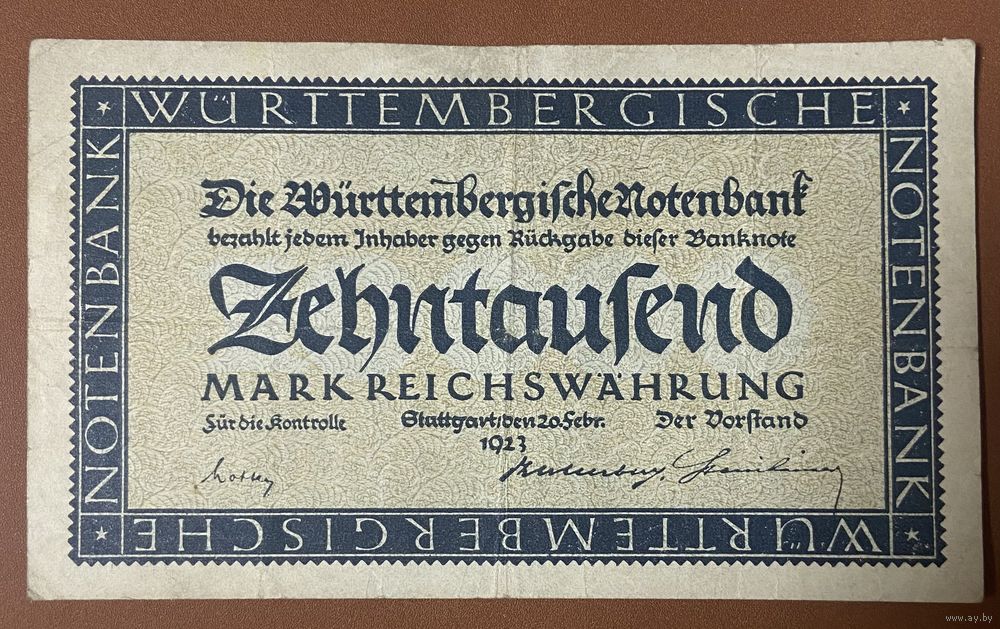 WÜRTTEMBERGISCHE
NOTENBANK
NOTENBANK
Die Württembergische Notenbank
bezahlt jedem Inhaber gegen Rückgabe dieser Banknote
Zehntausend
MARK REICHSWÄHRUNG
Für die Kontrolle Stuttgart, den 20. Febr. 1923 Der Vorstand
WÜRTTEMBERGISCHE
www.ay.by